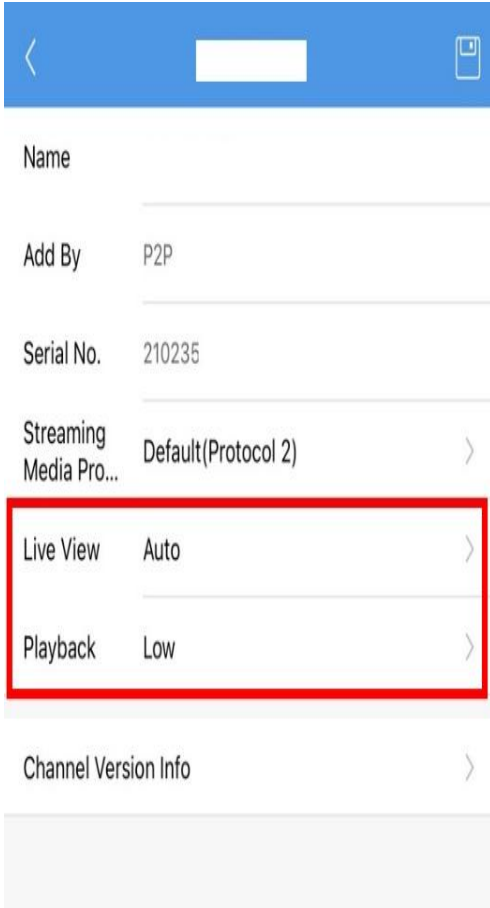 Name
Add By P2P
Serial No. 210235
Streaming
Media Pro... Default(Protocol 2)
Live View Auto
Playback Low
Channel Version Info